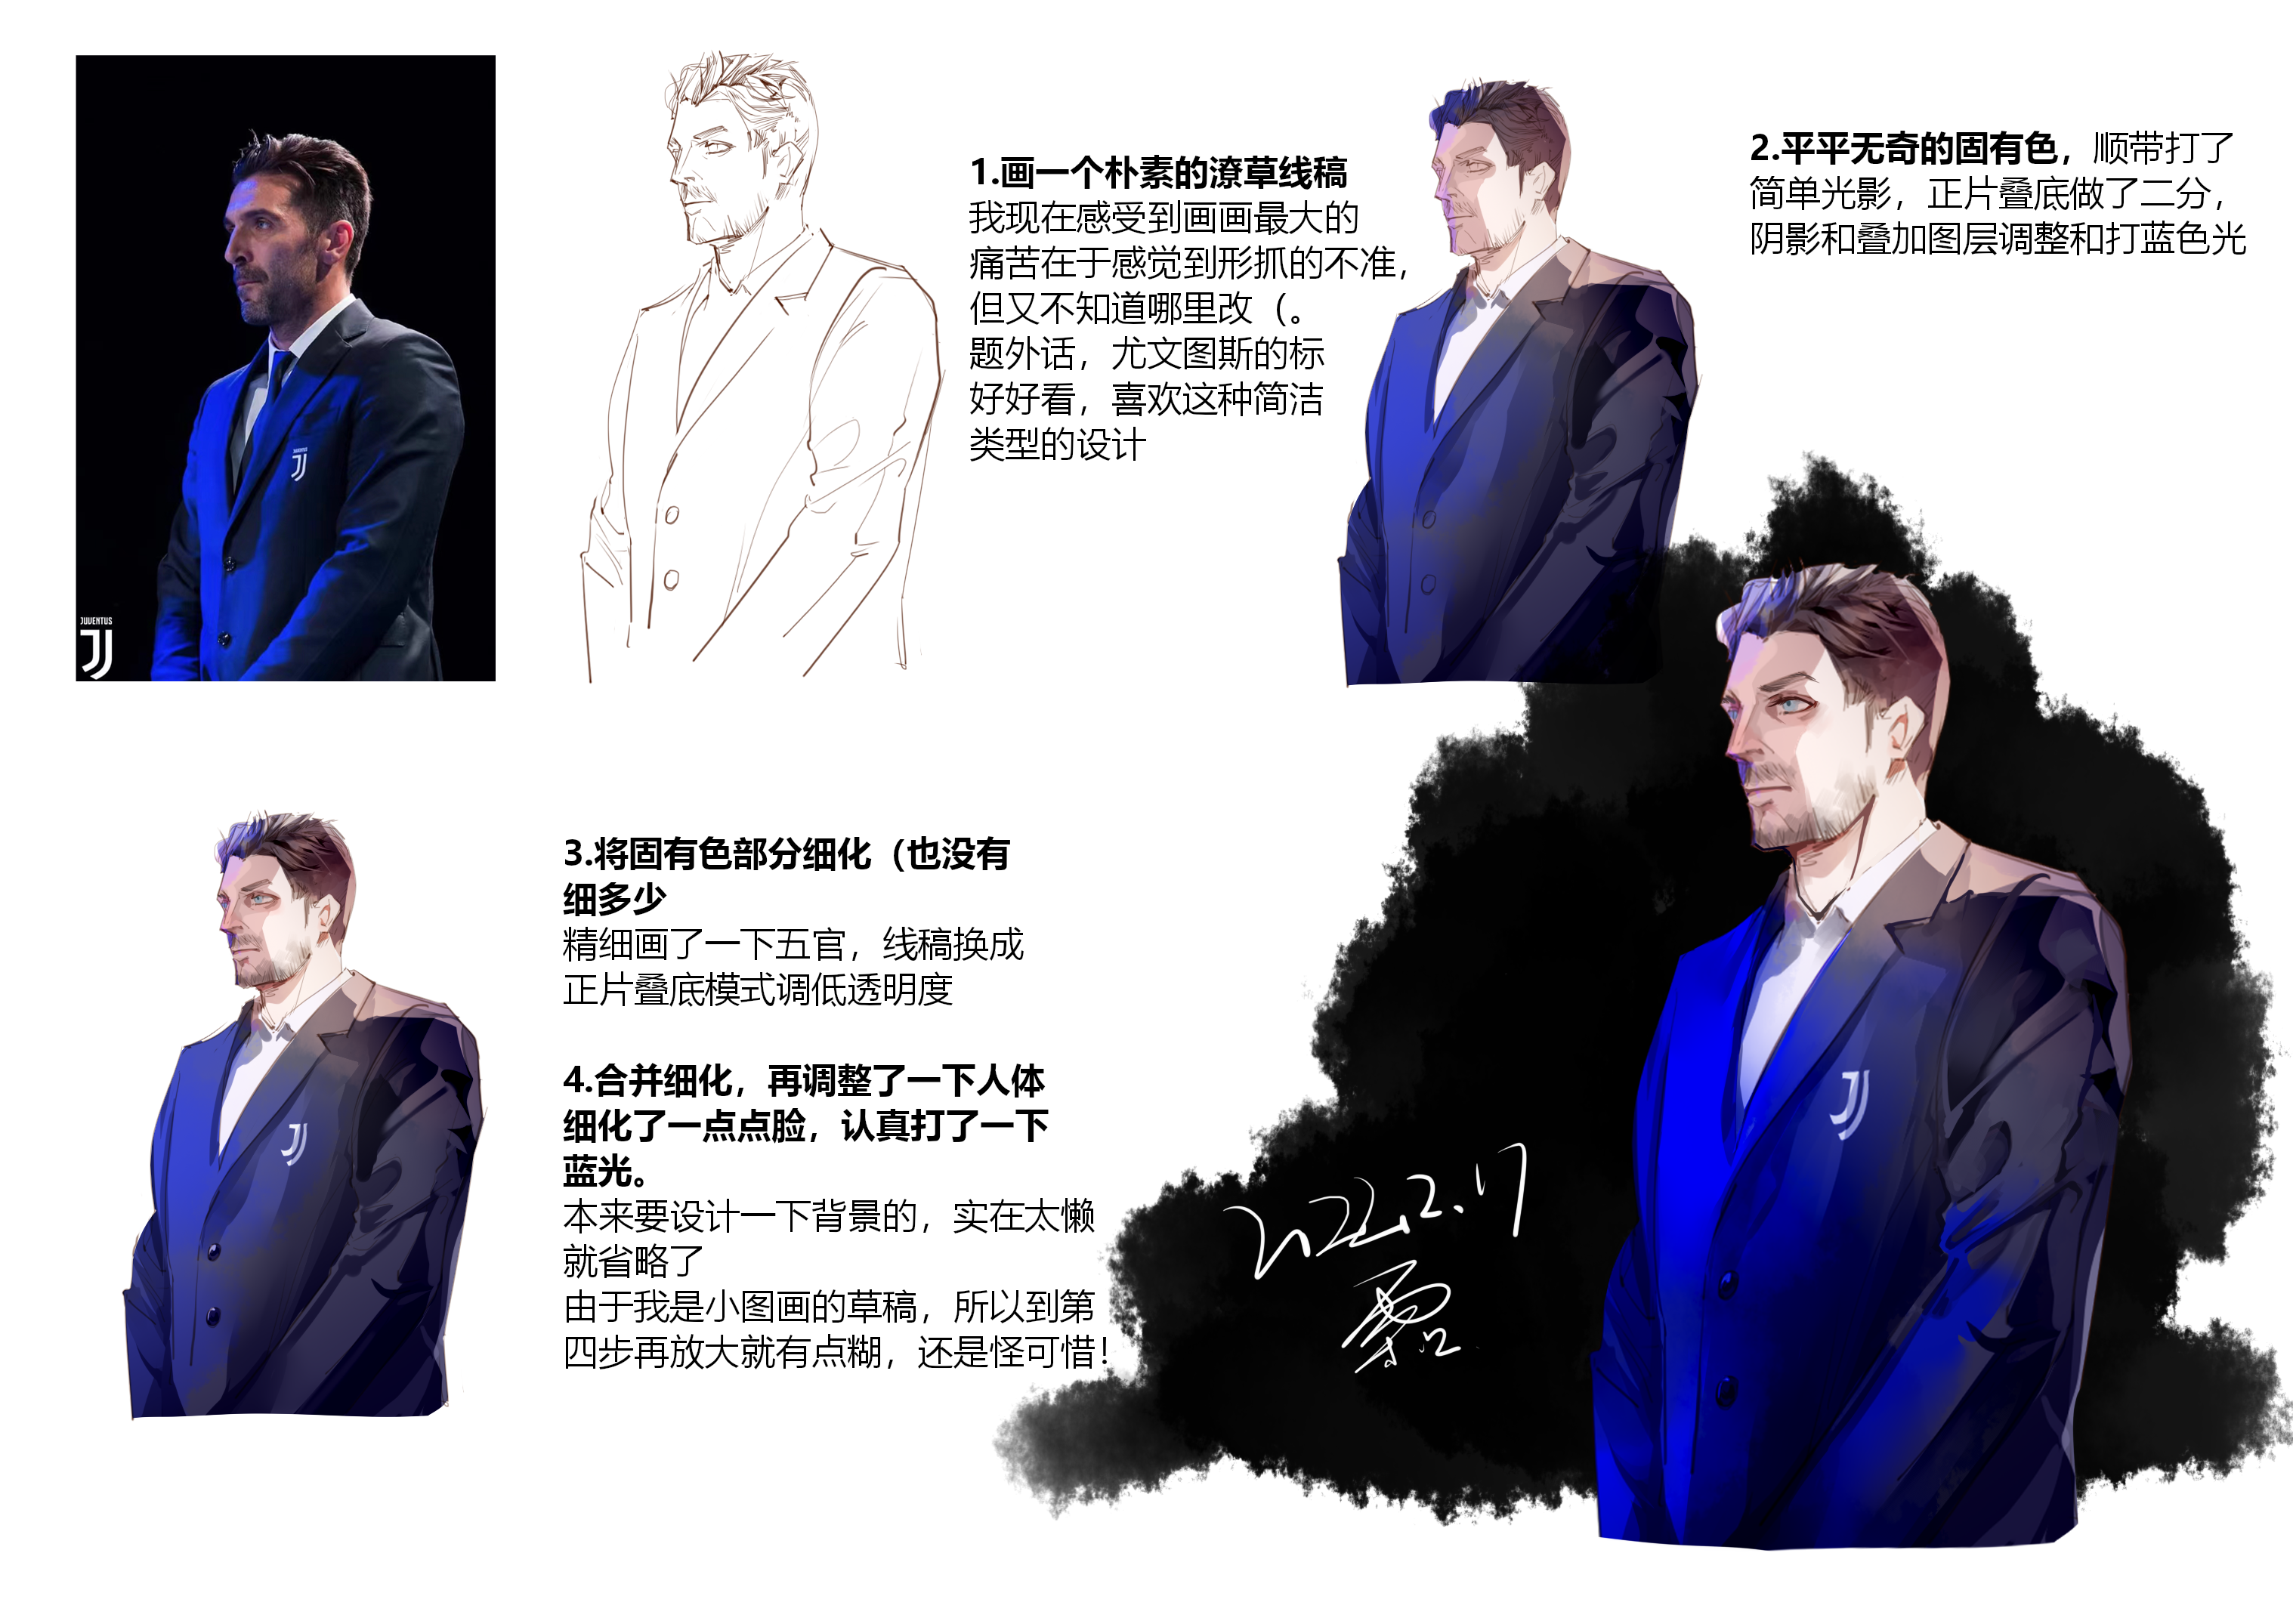 JUVENTUS
JUVENTUS
1.画一个朴素的潦草线稿
我现在感受到画画最大的
痛苦在于感觉到形抓的不准，
但又不知道哪里改（。
题外话，尤文图斯的标
好好看，喜欢这种简洁
类型的设计
2.平平无奇的固有色，顺带打了
简单光影，正片叠底做了二分，
阴影和叠加图层调整和打蓝色光
3.将固有色部分细化（也没有
细多少
精细画了一下五官，线稿换成
正片叠底模式调低透明度
4.合并细化，再调整了一下人体
细化了一点点脸，认真打了一下
蓝光。
本来要设计一下背景的，实在太懒
就省略了
由于我是小图画的草稿，所以到第
四步再放大就有点糊，还是怪可惜！
2022.2.17